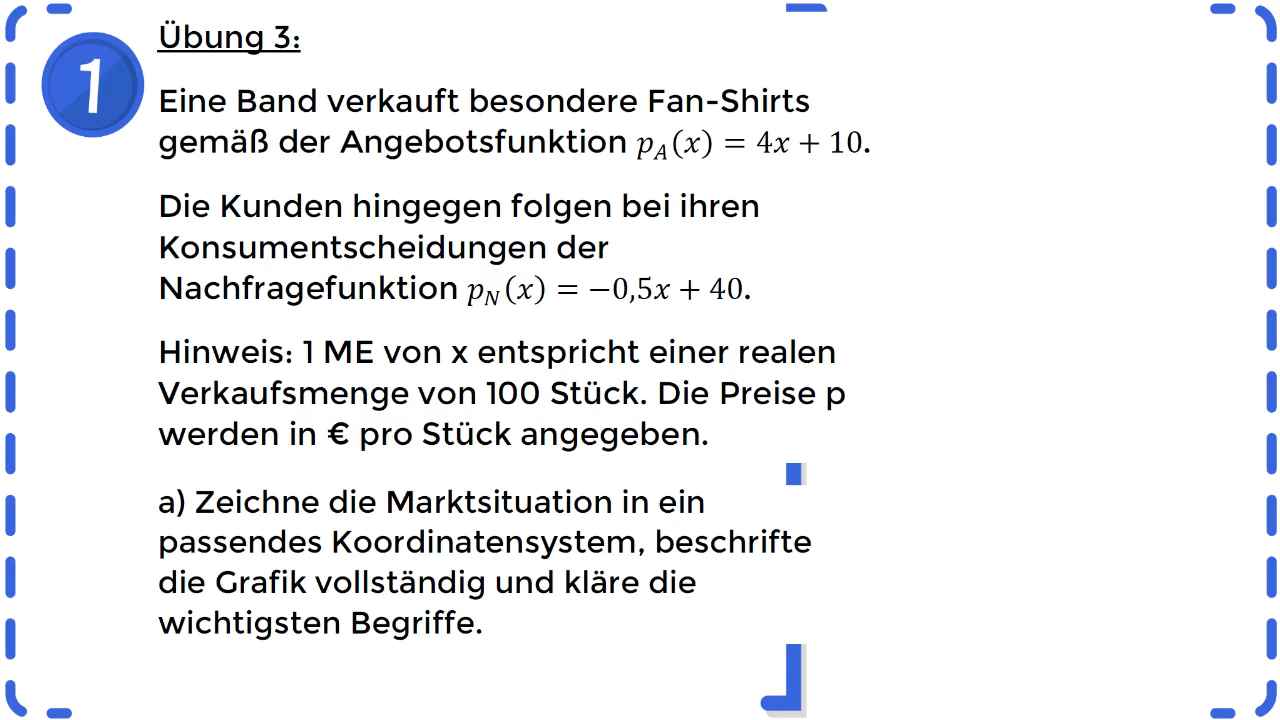 1
Übung 3:
Eine Band verkauft besondere Fan-Shirts
gemäß der Angebotsfunktion p_A(x) = 4x + 10.
Die Kunden hingegen folgen bei ihren
Konsumentscheidungen der
Nachfragefunktion p_N(x) = −0,5x + 40.
Hinweis: 1 ME von x entspricht einer realen
Verkaufsmenge von 100 Stück. Die Preise p
werden in € pro Stück angegeben.
a) Zeichne die Marktsituation in ein
passendes Koordinatensystem, beschrifte
die Grafik vollständig und kläre die
wichtigsten Begriffe.